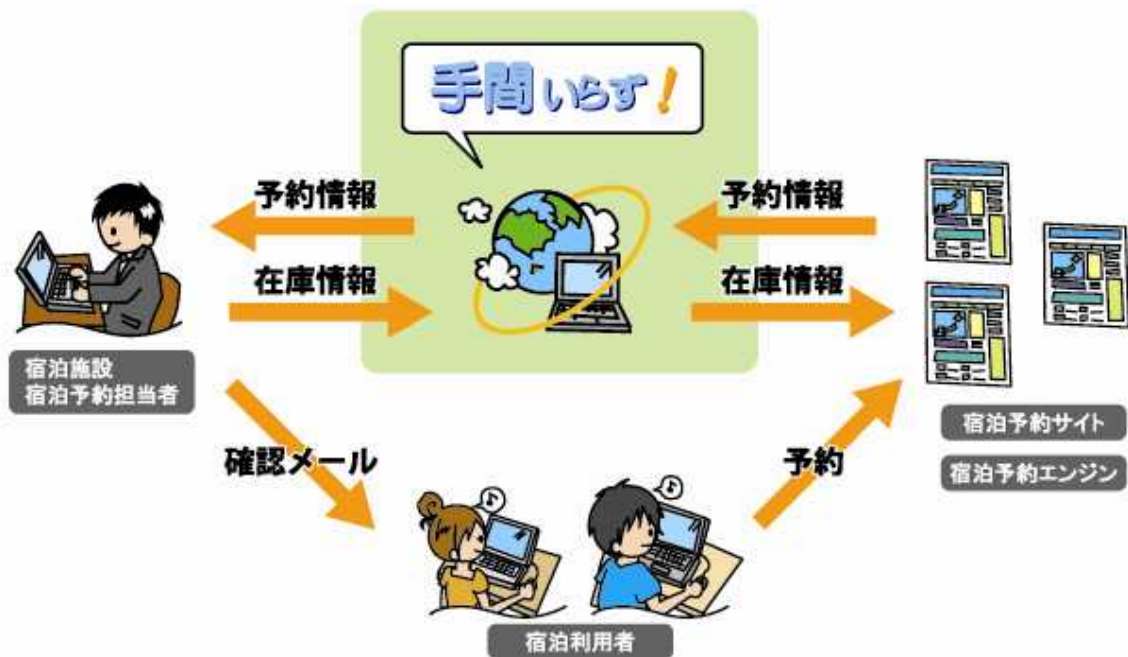 手間いらず!
予約情報
予約情報
在庫情報
在庫情報
宿泊施設
宿泊予約担当者
宿泊予約サイト
宿泊予約エンジン
確認メール
予約
宿泊利用者